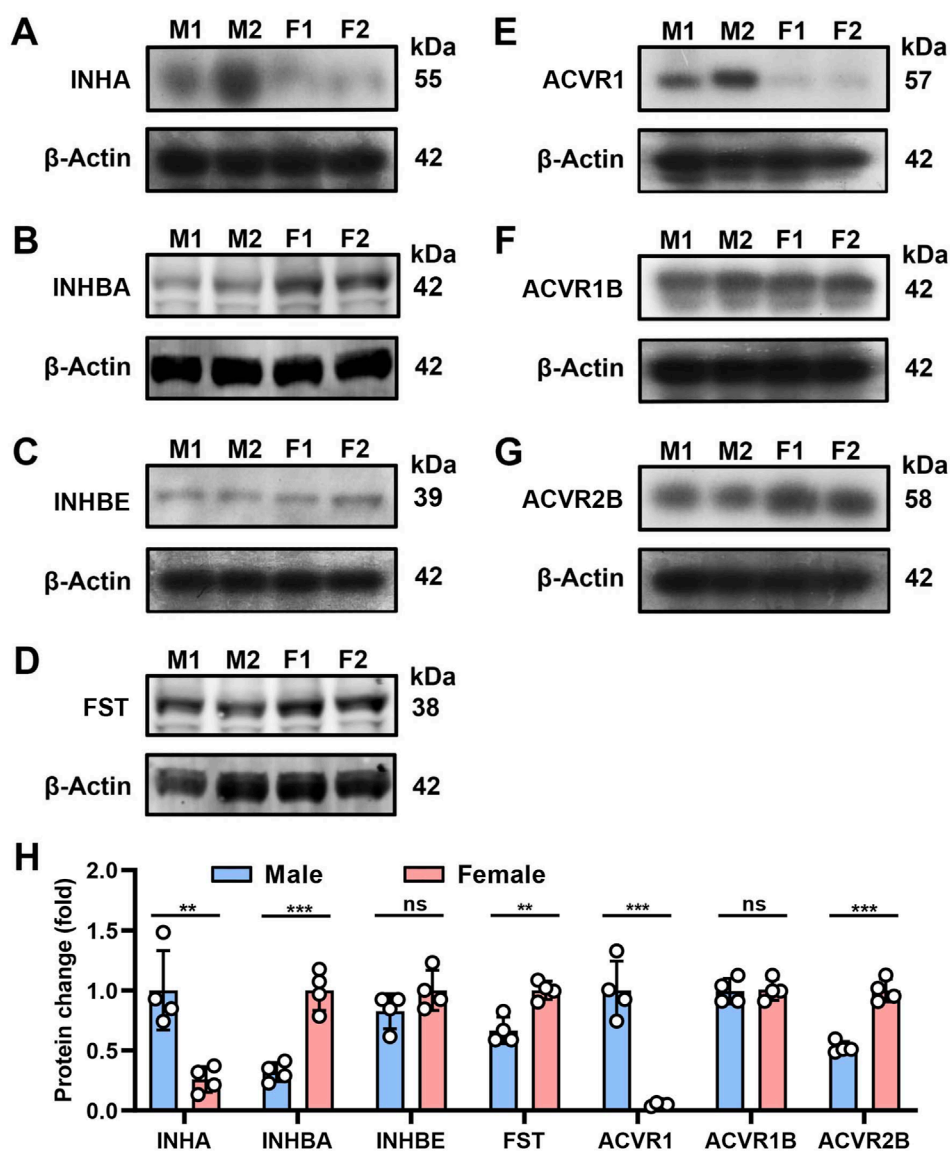 A
M1 M2 F1 F2
kDa
INHA
55
β-Actin
42
B
M1 M2 F1 F2
kDa
INHBA
42
β-Actin
42
C
M1 M2 F1 F2
kDa
INHBE
39
β-Actin
42
D
M1 M2 F1 F2
kDa
FST
38
β-Actin
42
E
M1 M2 F1 F2
kDa
ACVR1
57
β-Actin
42
F
M1 M2 F1 F2
kDa
ACVR1B
42
β-Actin
42
G
M1 M2 F1 F2
kDa
ACVR2B
58
β-Actin
42
H
Protein change (fold)
2.0
1.5
1.0
0.5
0.0
Male Female
** *** ns ** *** ns ***
INHA INHBA INHBE FST ACVR1 ACVR1B ACVR2B